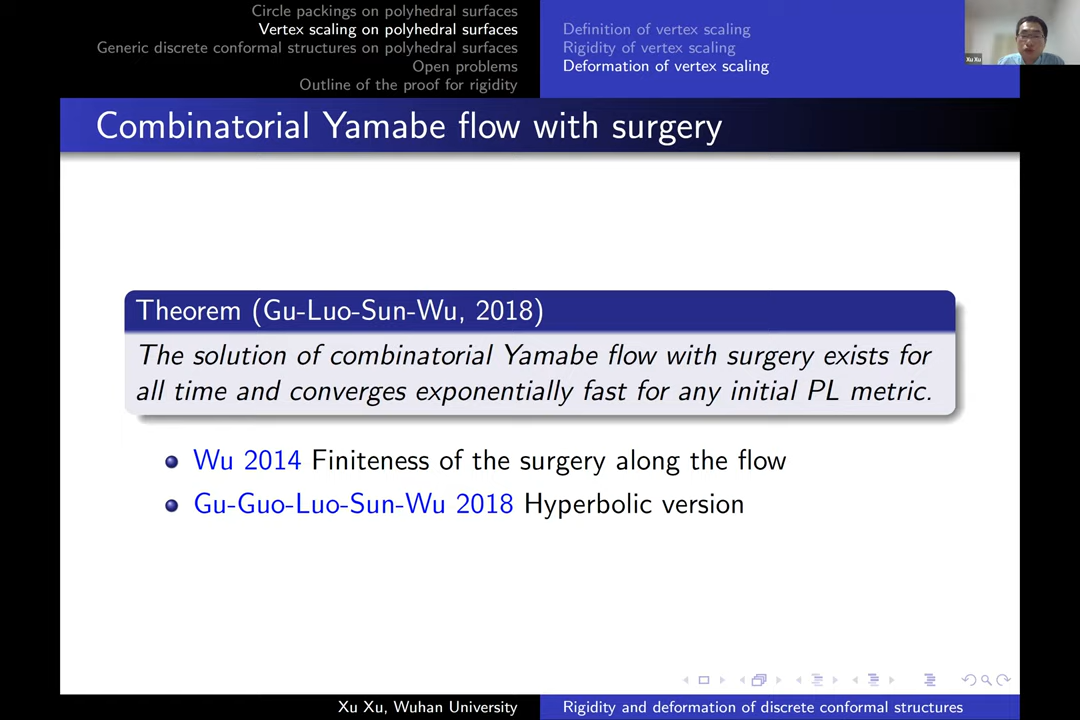 Circle packings on polyhedral surfaces
Vertex scaling on polyhedral surfaces
Generic discrete conformal structures on polyhedral surfaces
Open problems
Outline of the proof for rigidity
Definition of vertex scaling
Rigidity of vertex scaling
Deformation of vertex scaling
Xu Xu
Combinatorial Yamabe flow with surgery
Theorem (Gu-Luo-Sun-Wu, 2018)
The solution of combinatorial Yamabe flow with surgery exists for
all time and converges exponentially fast for any initial PL metric.
Wu 2014 Finiteness of the surgery along the flow
Gu-Guo-Luo-Sun-Wu 2018 Hyperbolic version
Xu Xu, Wuhan University
Rigidity and deformation of discrete conformal structures